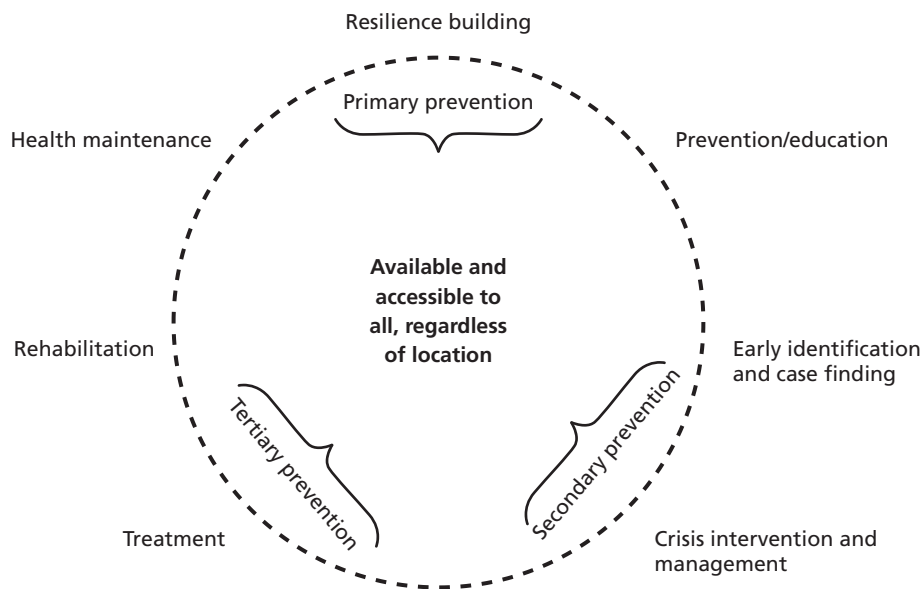 Resilience building
Primary prevention
Health maintenance
Prevention/education
Available and
accessible to
all, regardless
of location
Rehabilitation
Early identification
and case finding
Tertiary prevention
Secondary prevention
Treatment
Crisis intervention and
management